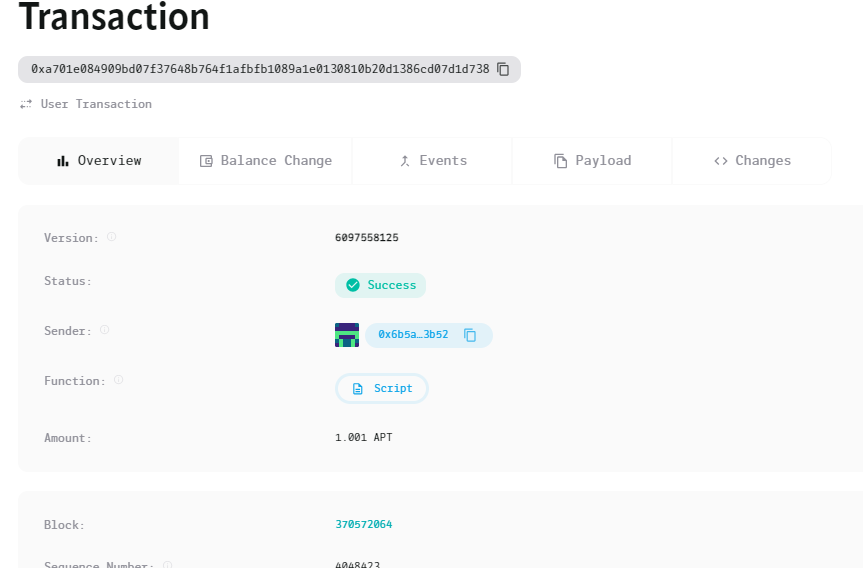 Transaction
0xa701e084909bd07f37648b764f1afbfb1089a1e0130810b20d1386cd07d1d738
User Transaction
Overview Balance Change Events Payload Changes
Version: 6097558125
Status: Success
Sender: 0x6b5a…3b52
Function: Script
Amount: 1.001 APT
Block: 370572064
Sequence Number: 4048423